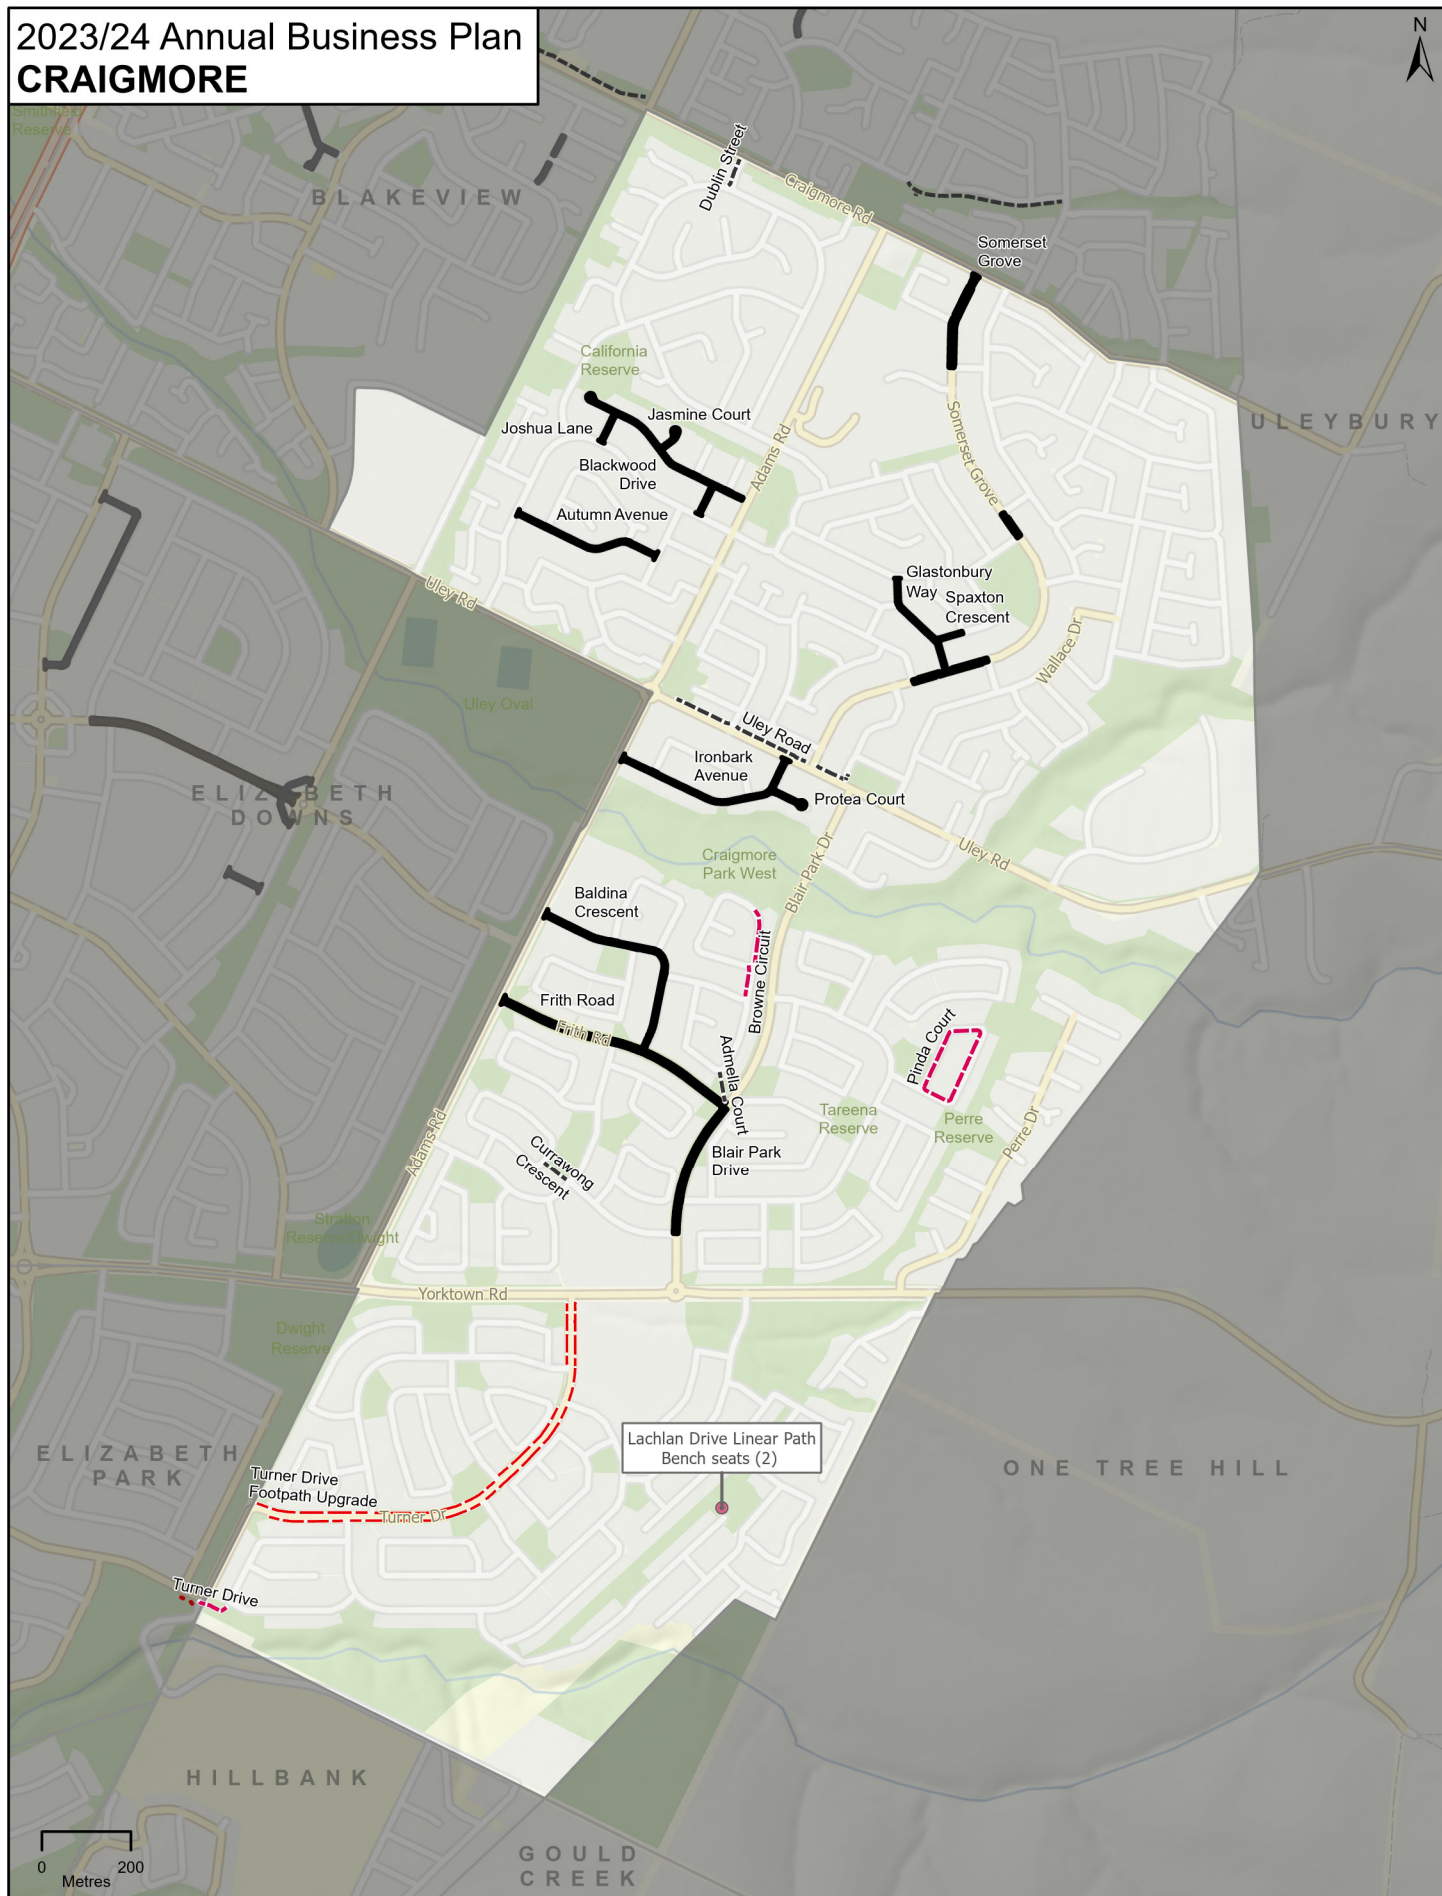 2023/24 Annual Business Plan
CRAIGMORE
N
Smithfield
Reserve
BLAKEVIEW
Dublin Street
Craigmore Rd
Somerset
Grove
California
Reserve
Jasmine Court
Joshua Lane
Adams Rd
Somerset Grove
ULEYBURY
Blackwood
Drive
Autumn Avenue
Uley Rd
Glastonbury
Way
Spaxton
Crescent
Wallace Dr
Uley Oval
Uley Road
Ironbark
Avenue
Protea Court
ELIZABETH
DOWNS
Craigmore
Park West
Blair Park Dr
Uley Rd
Baldina
Crescent
Browne Circuit
Frith Road
Frith Rd
Pinda Court
Admella Court
Tareena
Reserve
Perre
Reserve
Perre Dr
Adams Rd
Currawong
Crescent
Blair Park
Drive
Stratton
Reserve/Dwight
Yorktown Rd
Dwight
Reserve
Lachlan Drive Linear Path
Bench seats (2)
ELIZABETH
PARK
ONE TREE HILL
Turner Drive
Footpath Upgrade
Turner Dr
Turner Drive
HILLBANK
GOULD
CREEK
0 200
Metres